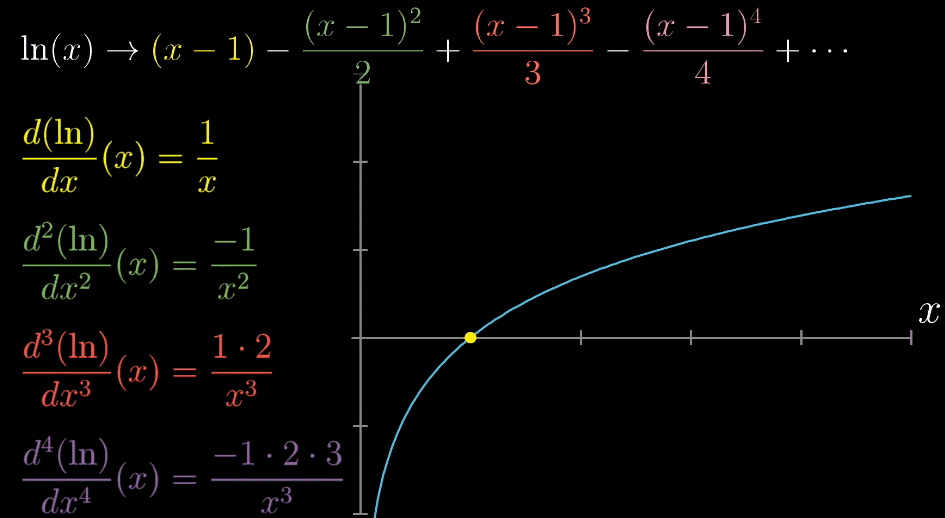 ln(x) → (x − 1) − (x − 1)²/2 + (x − 1)³/3 − (x − 1)⁴/4 + ⋯
d(ln)/dx (x) = 1/x
d²(ln)/dx² (x) = −1/x²
x
d³(ln)/dx³ (x) = 1 · 2/x³
d⁴(ln)/dx⁴ (x) = −1 · 2 · 3/x³